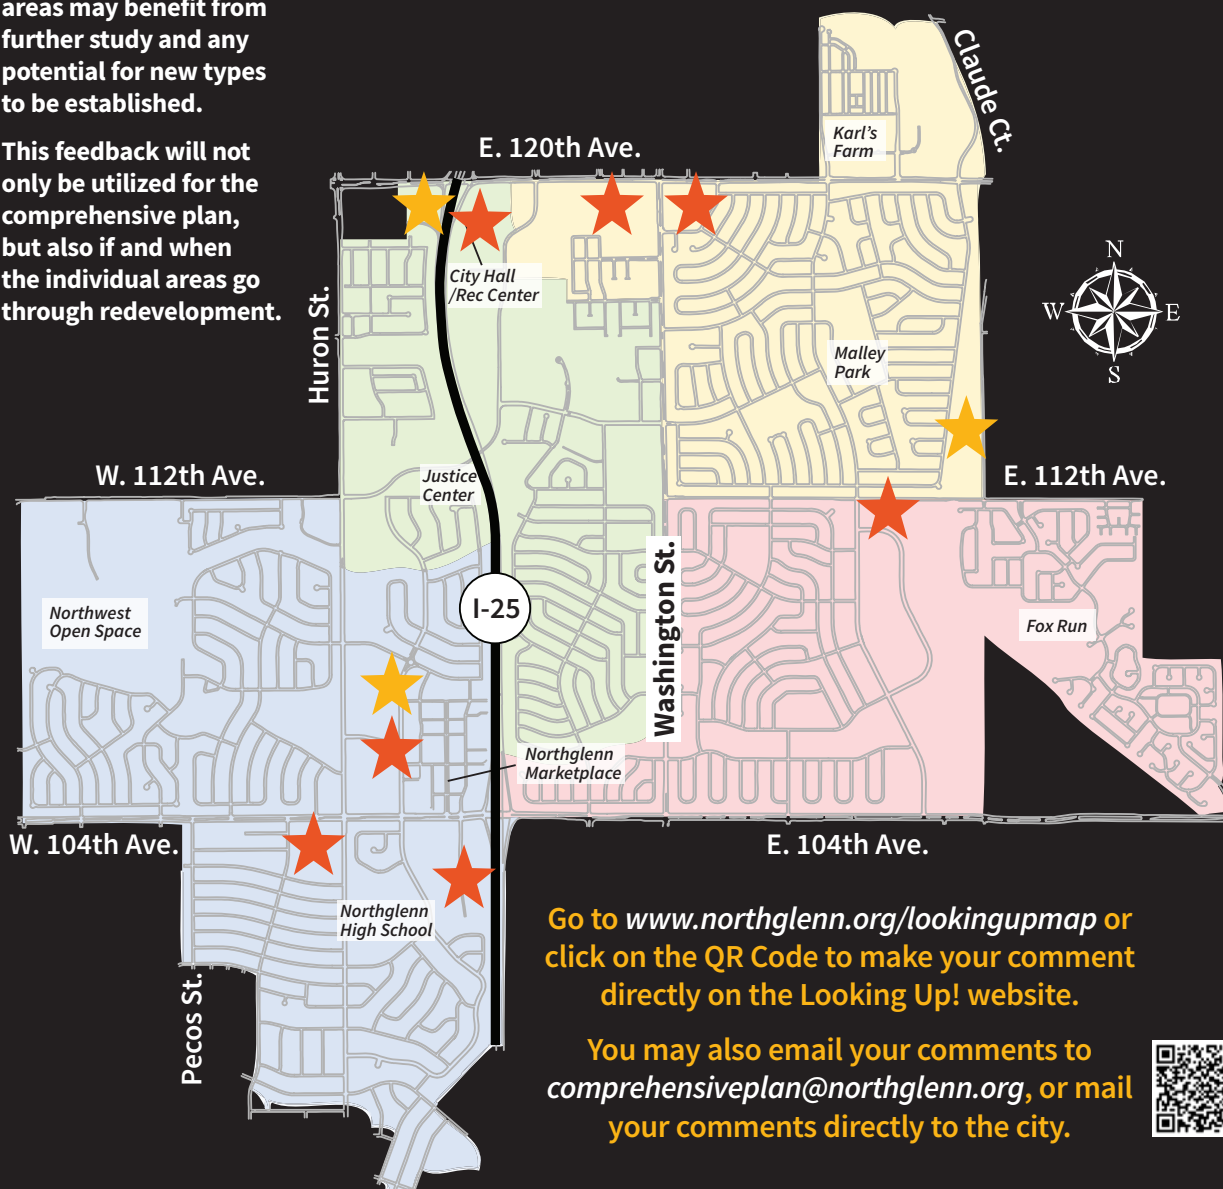 areas may benefit from
further study and any
potential for new types
to be established.
This feedback will not
only be utilized for the
comprehensive plan,
but also if and when
the individual areas go
through redevelopment.
E. 120th Ave.
Claude Ct.
Karl’s
Farm
City Hall
/Rec Center
Huron St.
Malley
Park
N
W
E
S
W. 112th Ave.
Justice
Center
E. 112th Ave.
Northwest
Open Space
I-25
Washington St.
Fox Run
Northglenn
Marketplace
W. 104th Ave.
E. 104th Ave.
Northglenn
High School
Pecos St.
Go to www.northglenn.org/lookingupmap or
click on the QR Code to make your comment
directly on the Looking Up! website.
You may also email your comments to
comprehensiveplan@northglenn.org, or mail
your comments directly to the city.